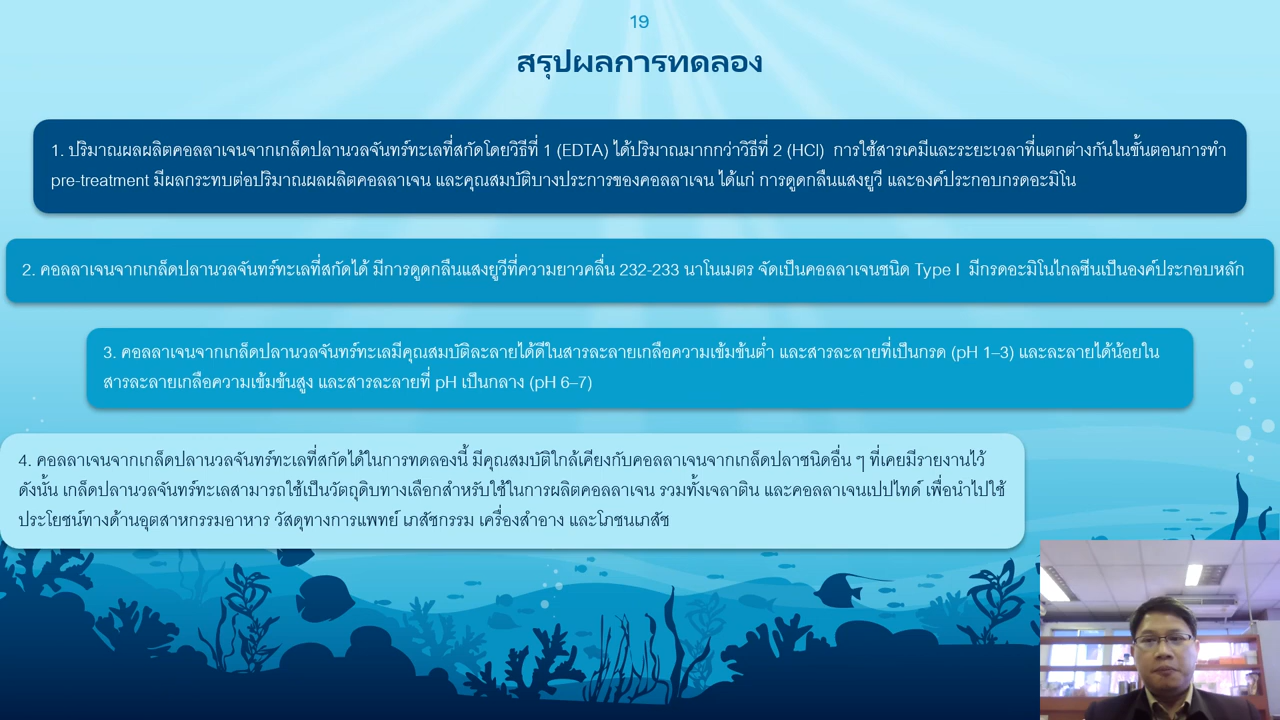 19
สรุปผลการทดลอง
1. ปริมาณผลผลิตคอลลาเจนจากเกล็ดปลานวลจันทร์ทะเลที่สกัดโดยวิธีที่ 1 (EDTA) ได้ปริมาณมากกว่าวิธีที่ 2 (HCl) การใช้สารเคมีและระยะเวลาที่แตกต่างกันในขั้นตอนการทำ
pre-treatment มีผลกระทบต่อปริมาณผลผลิตคอลลาเจน และคุณสมบัติบางประการของคอลลาเจน ได้แก่ การดูดกลืนแสงยูวี และองค์ประกอบกรดอะมิโน
2. คอลลาเจนจากเกล็ดปลานวลจันทร์ทะเลที่สกัดได้ มีการดูดกลืนแสงยูวีที่ความยาวคลื่น 232-233 นาโนเมตร จัดเป็นคอลลาเจนชนิด Type I มีกรดอะมิโนไกลซีนเป็นองค์ประกอบหลัก
3. คอลลาเจนจากเกล็ดปลานวลจันทร์ทะเลมีคุณสมบัติละลายได้ดีในสารละลายเกลือความเข้มข้นต่ำ และสารละลายที่เป็นกรด (pH 1–3) และละลายได้น้อยใน
สารละลายเกลือความเข้มข้นสูง และสารละลายที่ pH เป็นกลาง (pH 6–7)
4. คอลลาเจนจากเกล็ดปลานวลจันทร์ทะเลที่สกัดได้ในการทดลองนี้ มีคุณสมบัติใกล้เคียงกับคอลลาเจนจากเกล็ดปลาชนิดอื่น ๆ ที่เคยมีรายงานไว้
ดังนั้น เกล็ดปลานวลจันทร์ทะเลสามารถใช้เป็นวัตถุดิบทางเลือกสำหรับใช้ในการผลิตคอลลาเจน รวมทั้งเจลาติน และคอลลาเจนเปปไทด์ เพื่อนำไปใช้
ประโยชน์ทางด้านอุตสาหกรรมอาหาร วัสดุทางการแพทย์ เภสัชกรรม เครื่องสำอาง และโภชนเภสัช